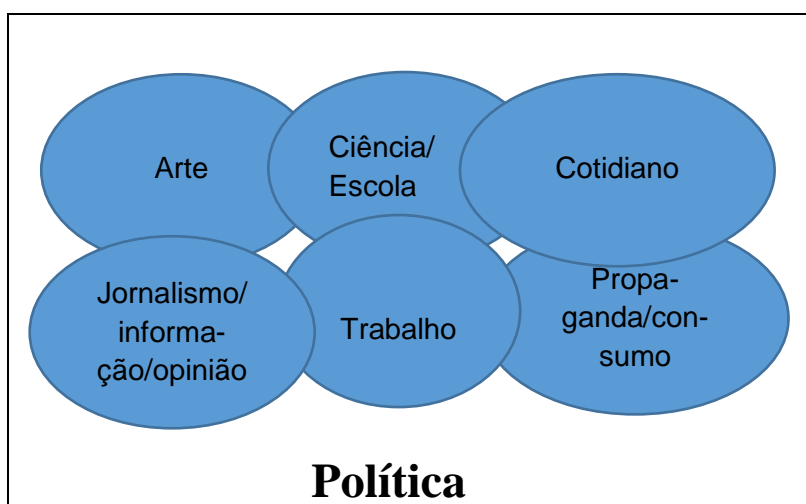 Arte
Ciência/
Escola
Cotidiano
Jornalismo/
informa-
ção/opinião
Trabalho
Propa-
ganda/con-
sumo
Política